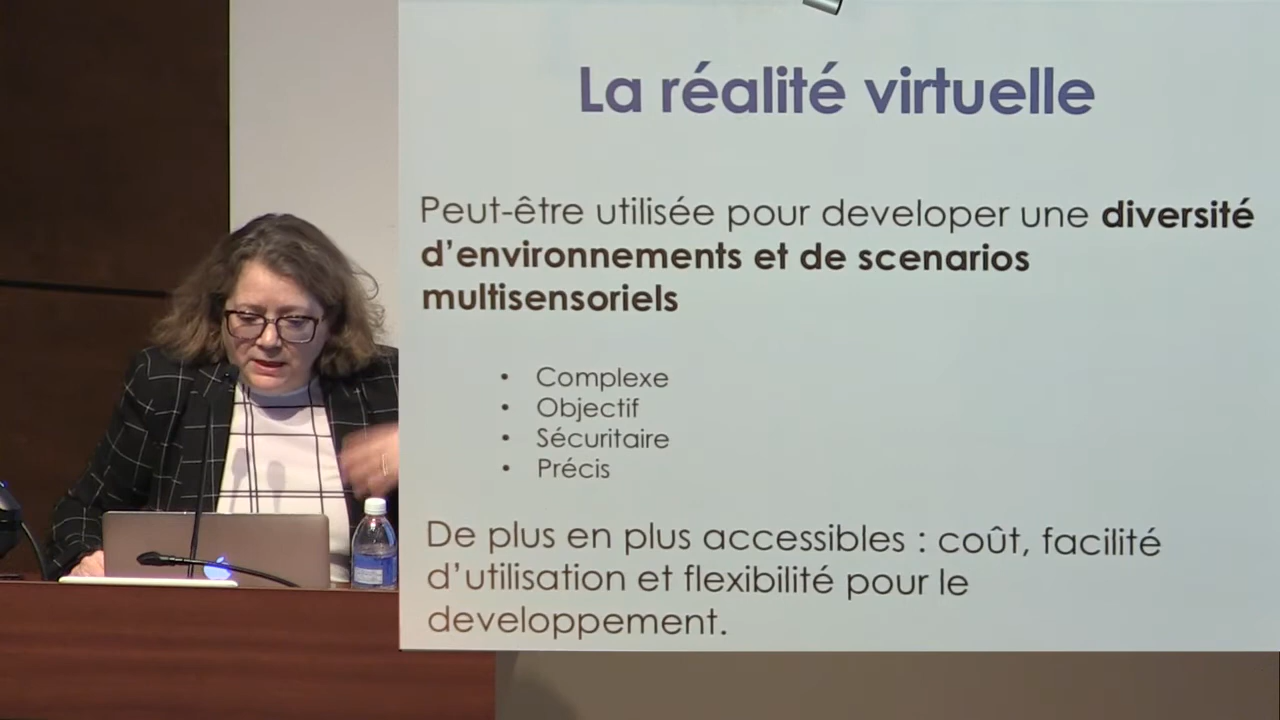 La réalité virtuelle
Peut-être utilisée pour developer une diversité
d'environnements et de scenarios
multisensoriels
• Complexe
• Objectif
• Sécuritaire
• Précis
De plus en plus accessibles : coût, facilité
d'utilisation et flexibilité pour le
developpement.